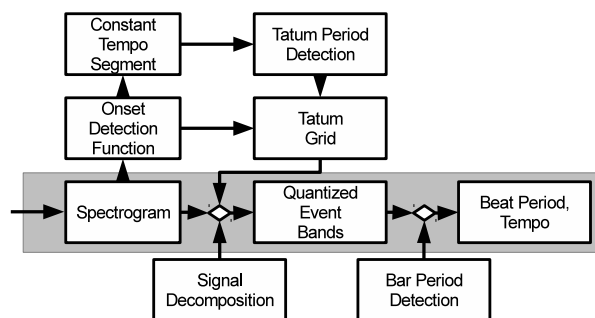 Constant
Tempo
Segment
Tatum Period
Detection
Onset
Detection
Function
Tatum
Grid
Spectrogram
Quantized
Event
Bands
Beat Period,
Tempo
Signal
Decomposition
Bar Period
Detection